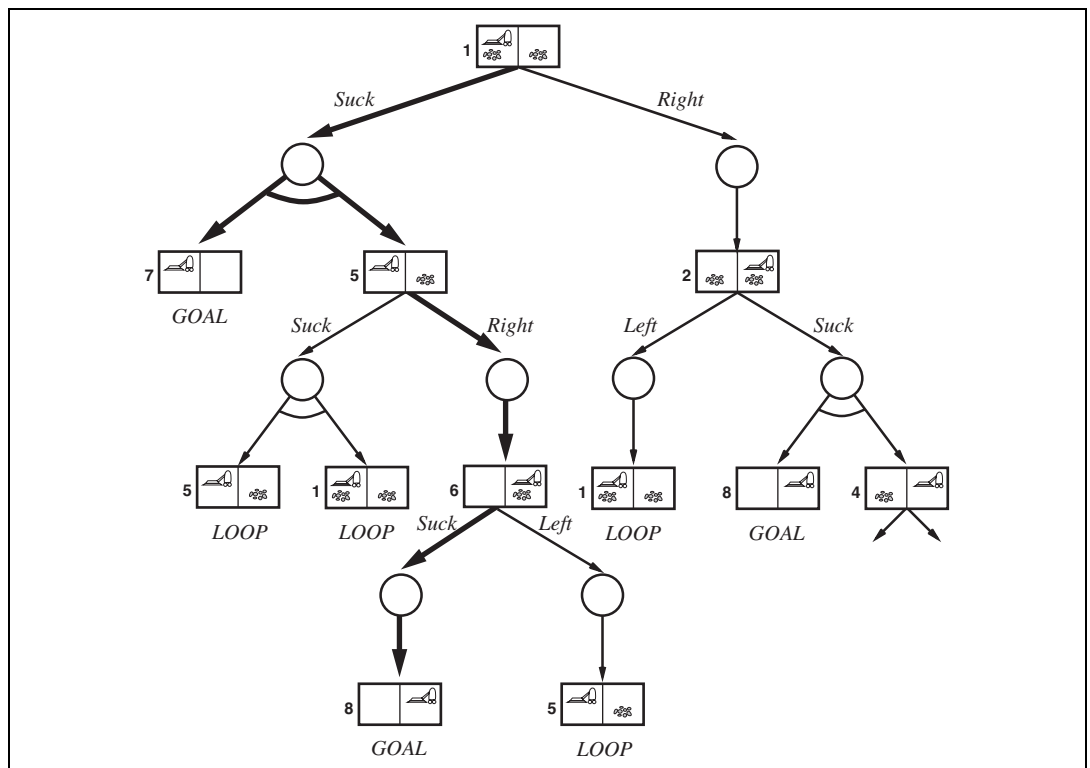 1
Suck Right
7 5 2
GOAL
Suck Right Left Suck
5 1 6 1 8 4
LOOP LOOP LOOP GOAL
Suck Left
8 5
GOAL LOOP